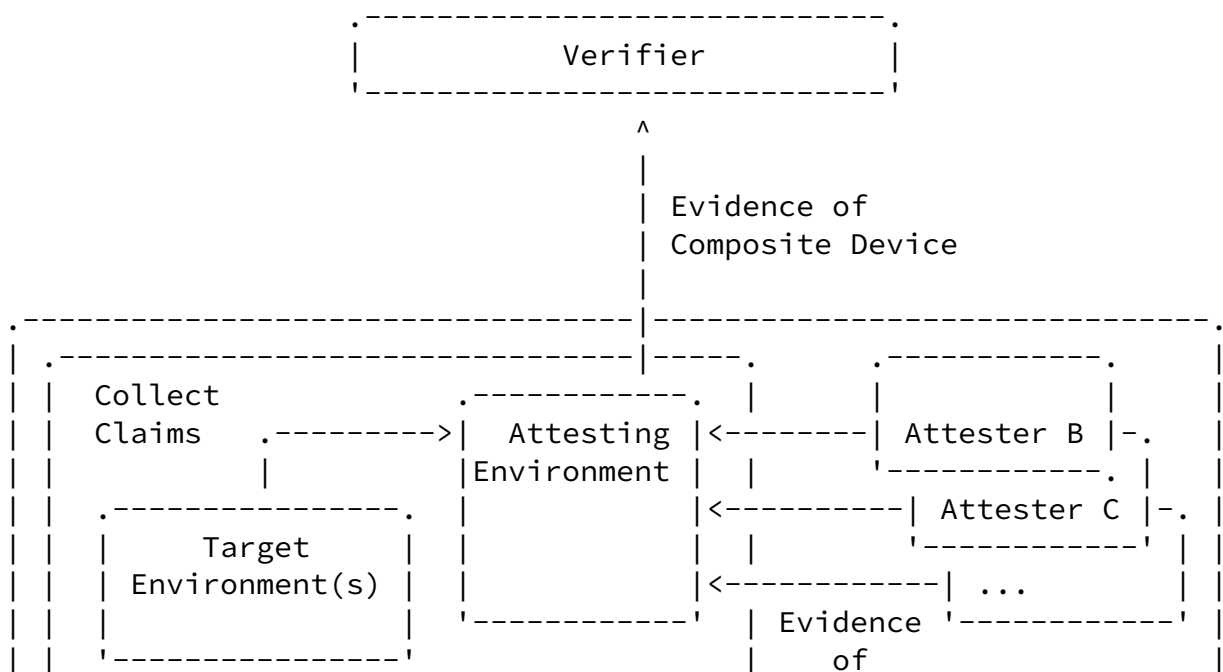 Verifier
Evidence of
Composite Device
Collect
Claims
Attesting
Environment
Attester B
Attester C
Target
Environment(s)
...
Evidence
of